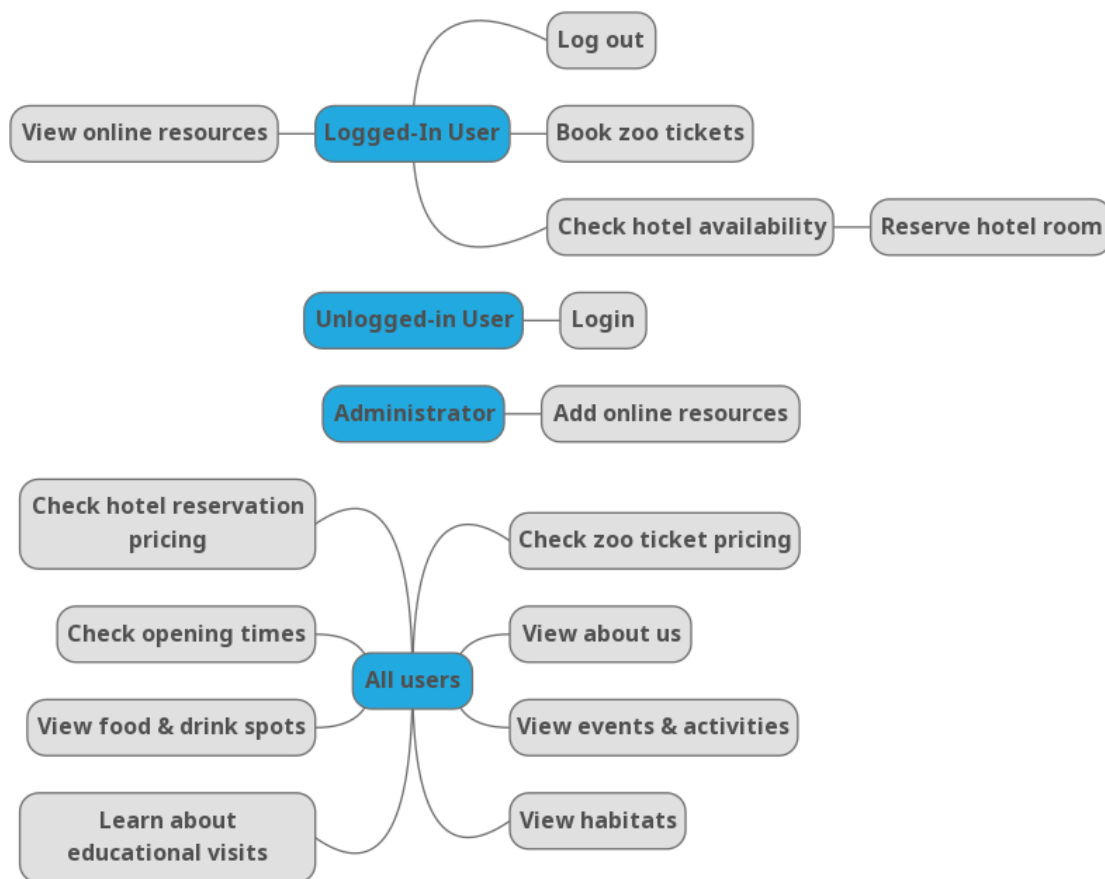 Log out
View online resources
Logged-In User
Book zoo tickets
Check hotel availability
Reserve hotel room
Unlogged-in User
Login
Administrator
Add online resources
Check hotel reservation
pricing
Check zoo ticket pricing
Check opening times
View about us
All users
View food & drink spots
View events & activities
Learn about
educational visits
View habitats